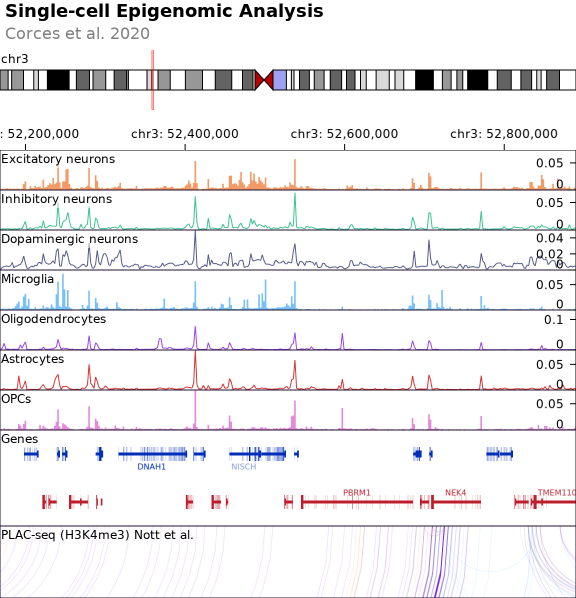 Single-cell Epigenomic Analysis
Corces et al. 2020
chr3
: 52,200,000 chr3: 52,400,000 chr3: 52,600,000 chr3: 52,800,000
Excitatory neurons 0.05
0
Inhibitory neurons 0.05
0
Dopaminergic neurons 0.04
0.02
0
Microglia 0.05
0
Oligodendrocytes 0.1
0
Astrocytes 0.05
0
OPCs 0.05
0
Genes
DNAH1 NISCH
PBRM1 NEK4 TMEM110
PLAC-seq (H3K4me3) Nott et al.